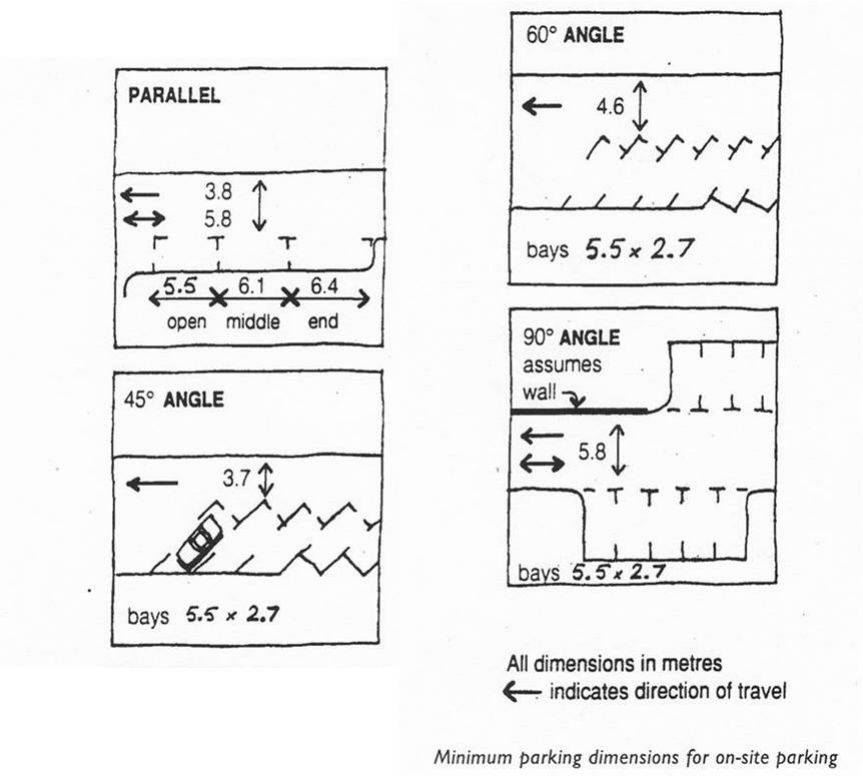 PARALLEL
3.8
5.8
5.5 6.1 6.4
open middle end
45° ANGLE
3.7
bays 5.5 x 2.7
60° ANGLE
4.6
bays 5.5 x 2.7
90° ANGLE
assumes
wall
5.8
bays 5.5 x 2.7
All dimensions in metres
indicates direction of travel
Minimum parking dimensions for on-site parking